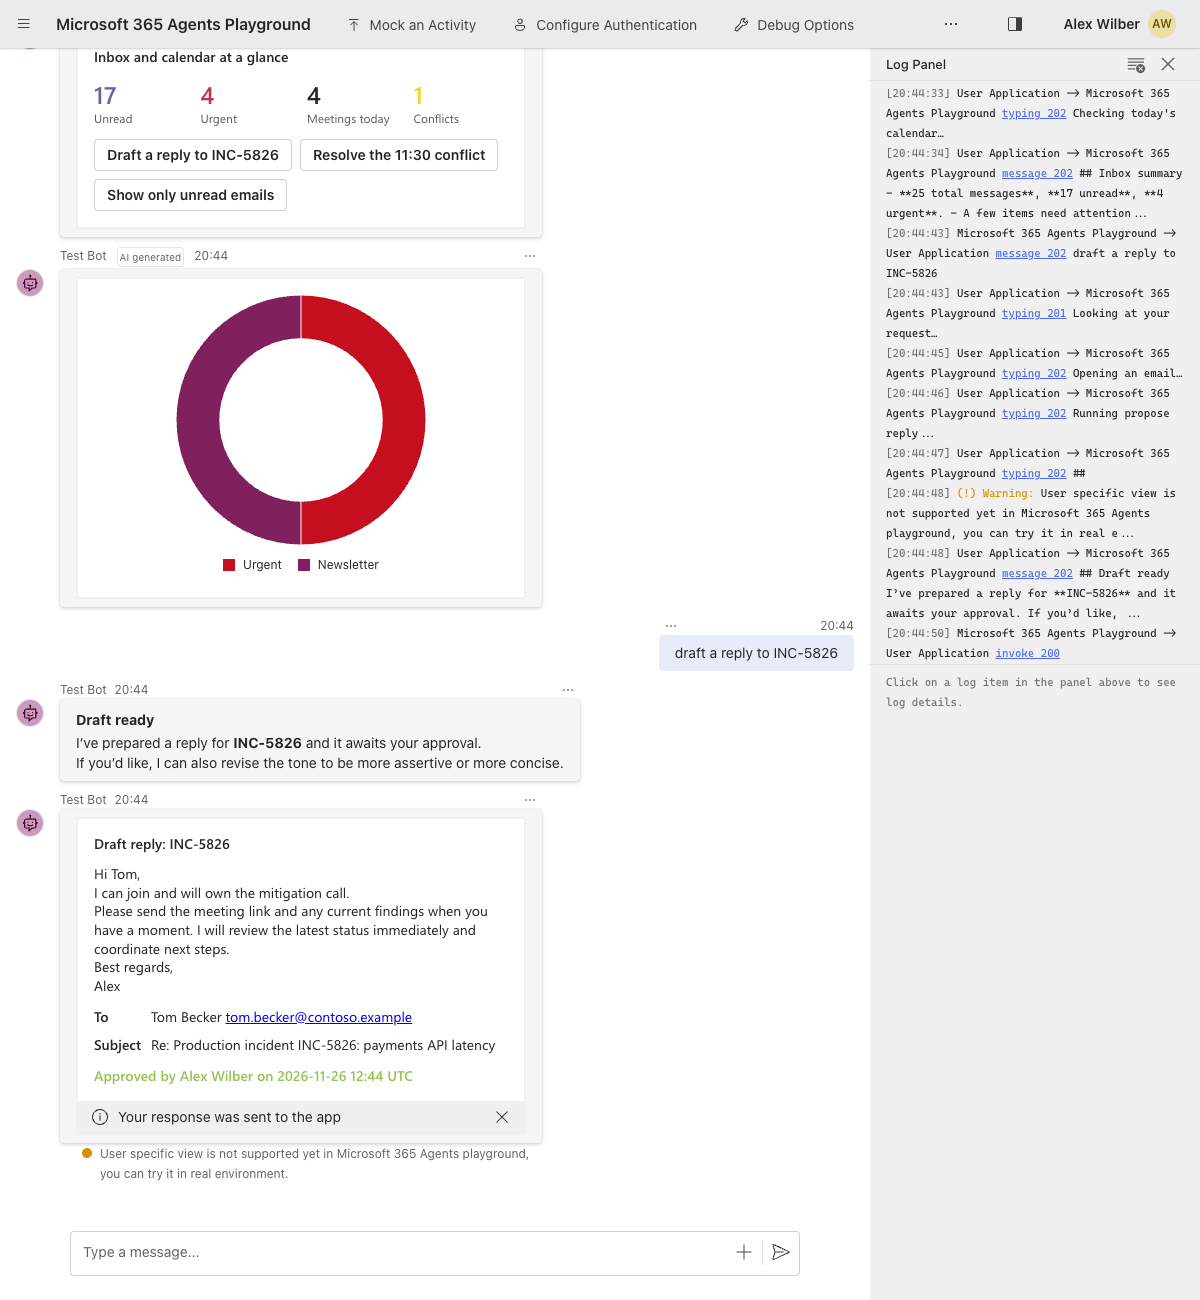 Microsoft 365 Agents Playground
Mock an Activity
Configure Authentication
Debug Options
Alex Wilber
AW
Inbox and calendar at a glance
17
Unread
4
Urgent
4
Meetings today
1
Conflicts
Draft a reply to INC-5826
Resolve the 11:30 conflict
Show only unread emails
Test Bot AI generated 20:44
Urgent
Newsletter
20:44
draft a reply to INC-5826
Test Bot 20:44
Draft ready
I've prepared a reply for INC-5826 and it awaits your approval.
If you'd like, I can also revise the tone to be more assertive or more concise.
Test Bot 20:44
Draft reply: INC-5826
Hi Tom,
I can join and will own the mitigation call.
Please send the meeting link and any current findings when you
have a moment. I will review the latest status immediately and
coordinate next steps.
Best regards,
Alex
To Tom Becker tom.becker@contoso.example
Subject Re: Production incident INC-5826: payments API latency
Approved by Alex Wilber on 2026-11-26 12:44 UTC
Your response was sent to the app
User specific view is not supported yet in Microsoft 365 Agents playground,
you can try it in real environment.
Type a message...
Log Panel
[20:44:33] User Application → Microsoft 365
Agents Playground typing 202 Checking today's
calendar…
[20:44:34] User Application → Microsoft 365
Agents Playground message 202 ## Inbox summary
- **25 total messages**, **17 unread**, **4
urgent**. - A few items need attention...
[20:44:43] Microsoft 365 Agents Playground →
User Application message 202 draft a reply to
INC-5826
[20:44:43] User Application → Microsoft 365
Agents Playground typing 201 Looking at your
request…
[20:44:45] User Application → Microsoft 365
Agents Playground typing 202 Opening an email…
[20:44:46] User Application → Microsoft 365
Agents Playground typing 202 Running propose
reply...
[20:44:47] User Application → Microsoft 365
Agents Playground typing 202 ##
[20:44:48] (!) Warning: User specific view is
not supported yet in Microsoft 365 Agents
playground, you can try it in real e...
[20:44:48] User Application → Microsoft 365
Agents Playground message 202 ## Draft ready
I've prepared a reply for **INC-5826** and it
awaits your approval. If you'd like, ...
[20:44:50] Microsoft 365 Agents Playground →
User Application invoke 200
Click on a log item in the panel above to see
log details.